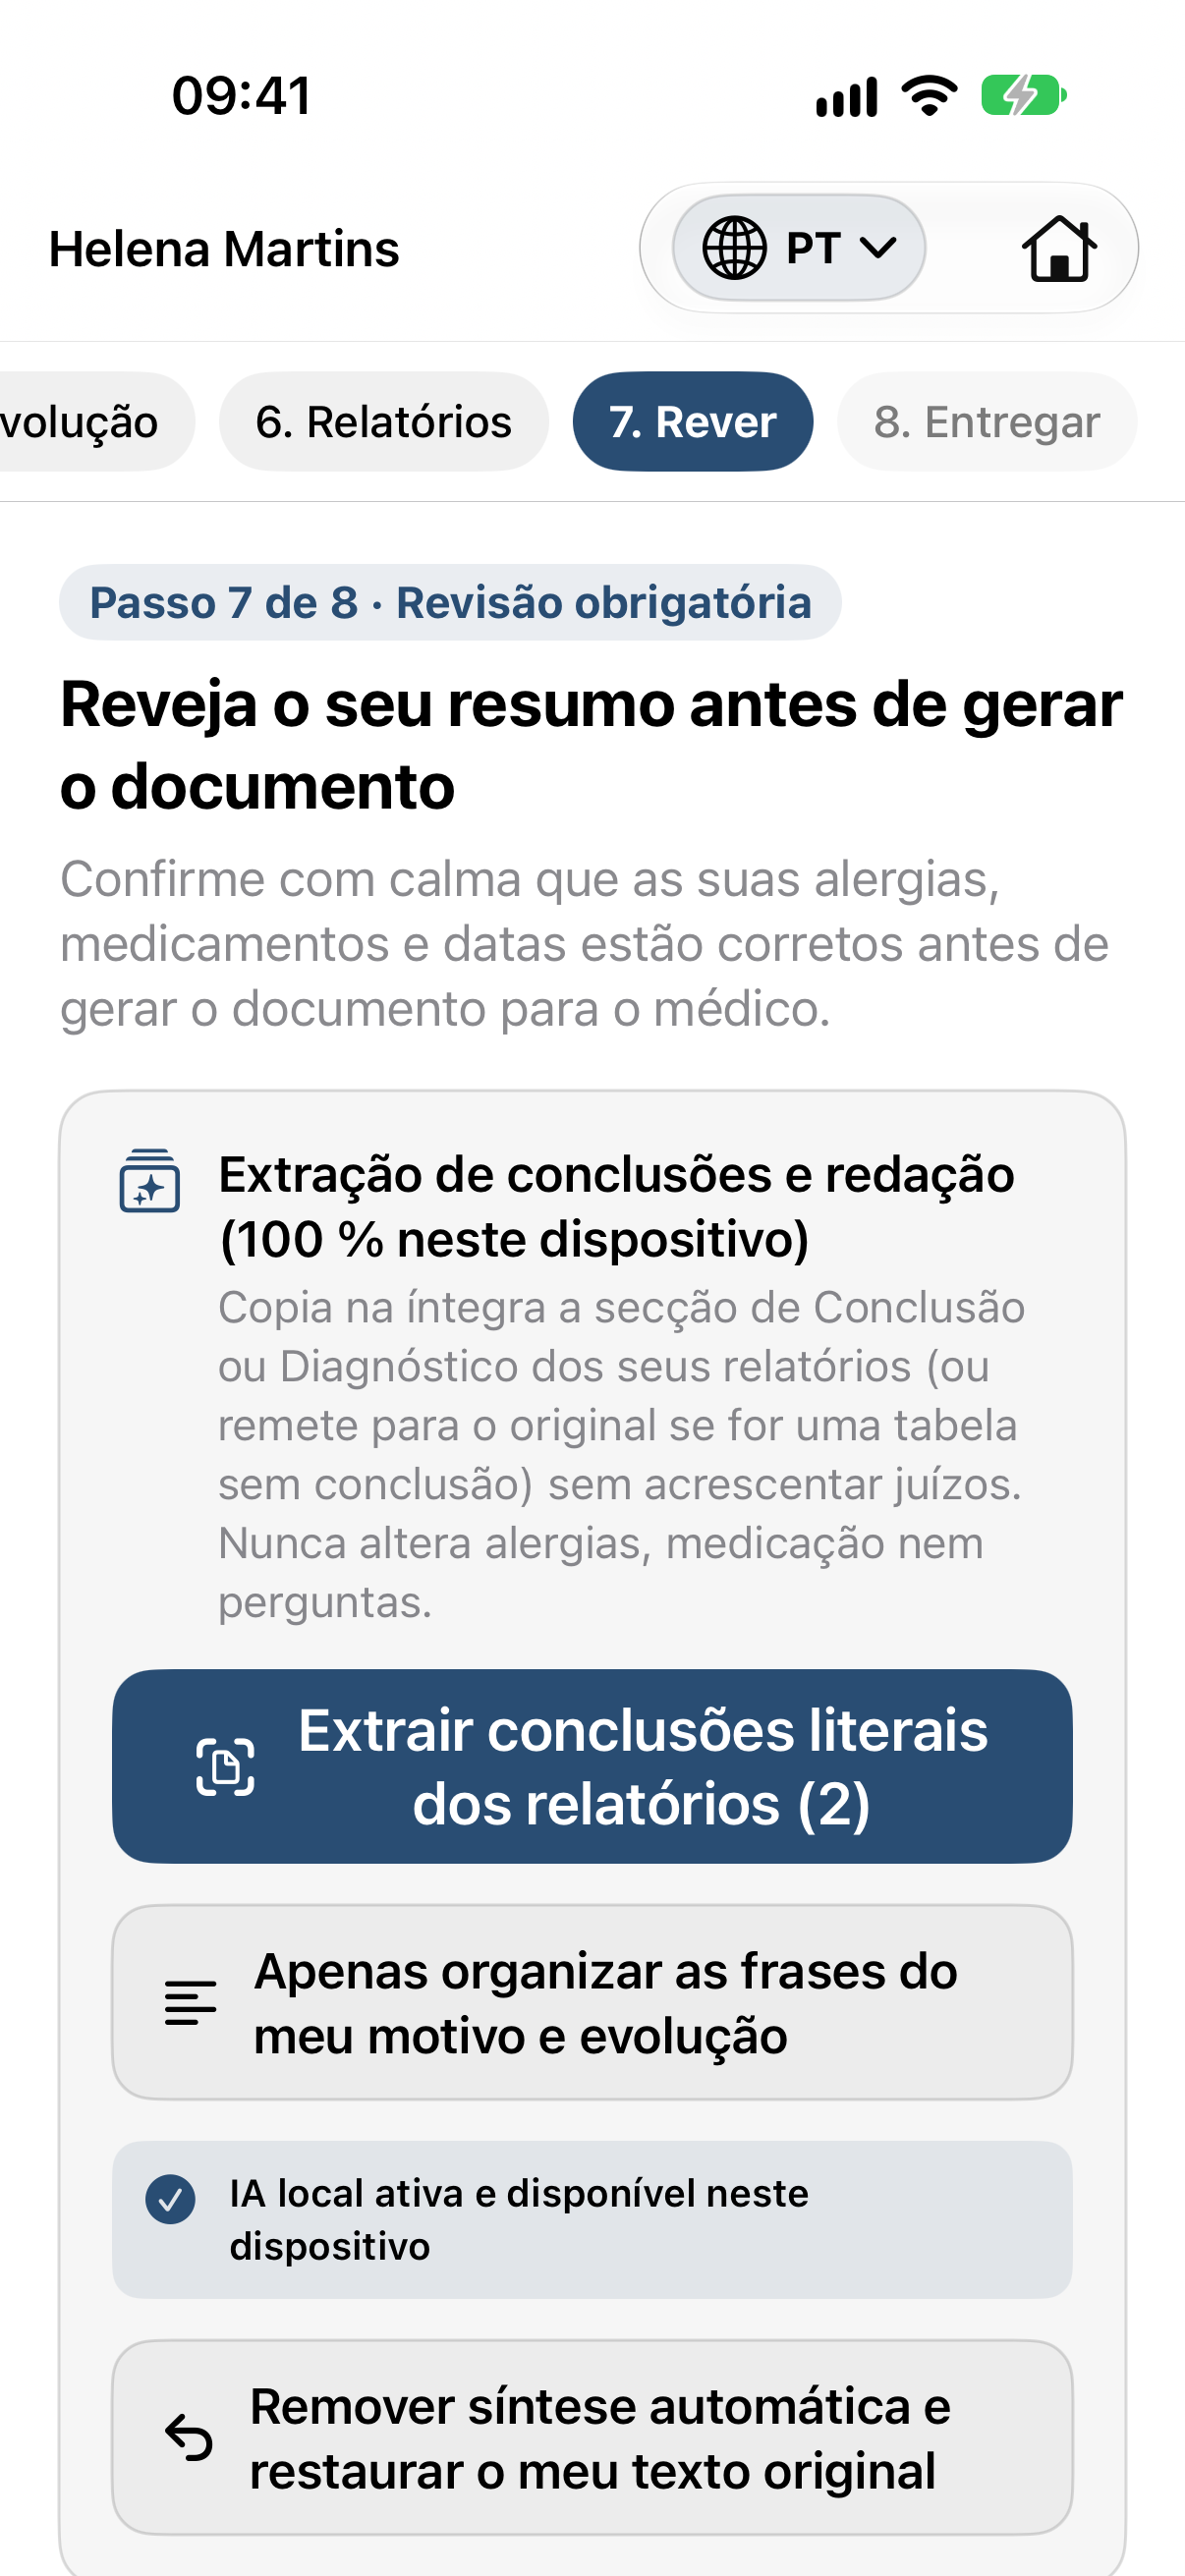 09:41
Helena Martins
PT
volução
6. Relatórios
7. Rever
8. Entregar
Passo 7 de 8 · Revisão obrigatória
Reveja o seu resumo antes de gerar
o documento
Confirme com calma que as suas alergias,
medicamentos e datas estão corretos antes de
gerar o documento para o médico.
Extração de conclusões e redação
(100 % neste dispositivo)
Copia na íntegra a secção de Conclusão
ou Diagnóstico dos seus relatórios (ou
remete para o original se for uma tabela
sem conclusão) sem acrescentar juízos.
Nunca altera alergias, medicação nem
perguntas.
Extrair conclusões literais
dos relatórios (2)
Apenas organizar as frases do
meu motivo e evolução
IA local ativa e disponível neste
dispositivo
Remover síntese automática e
restaurar o meu texto original